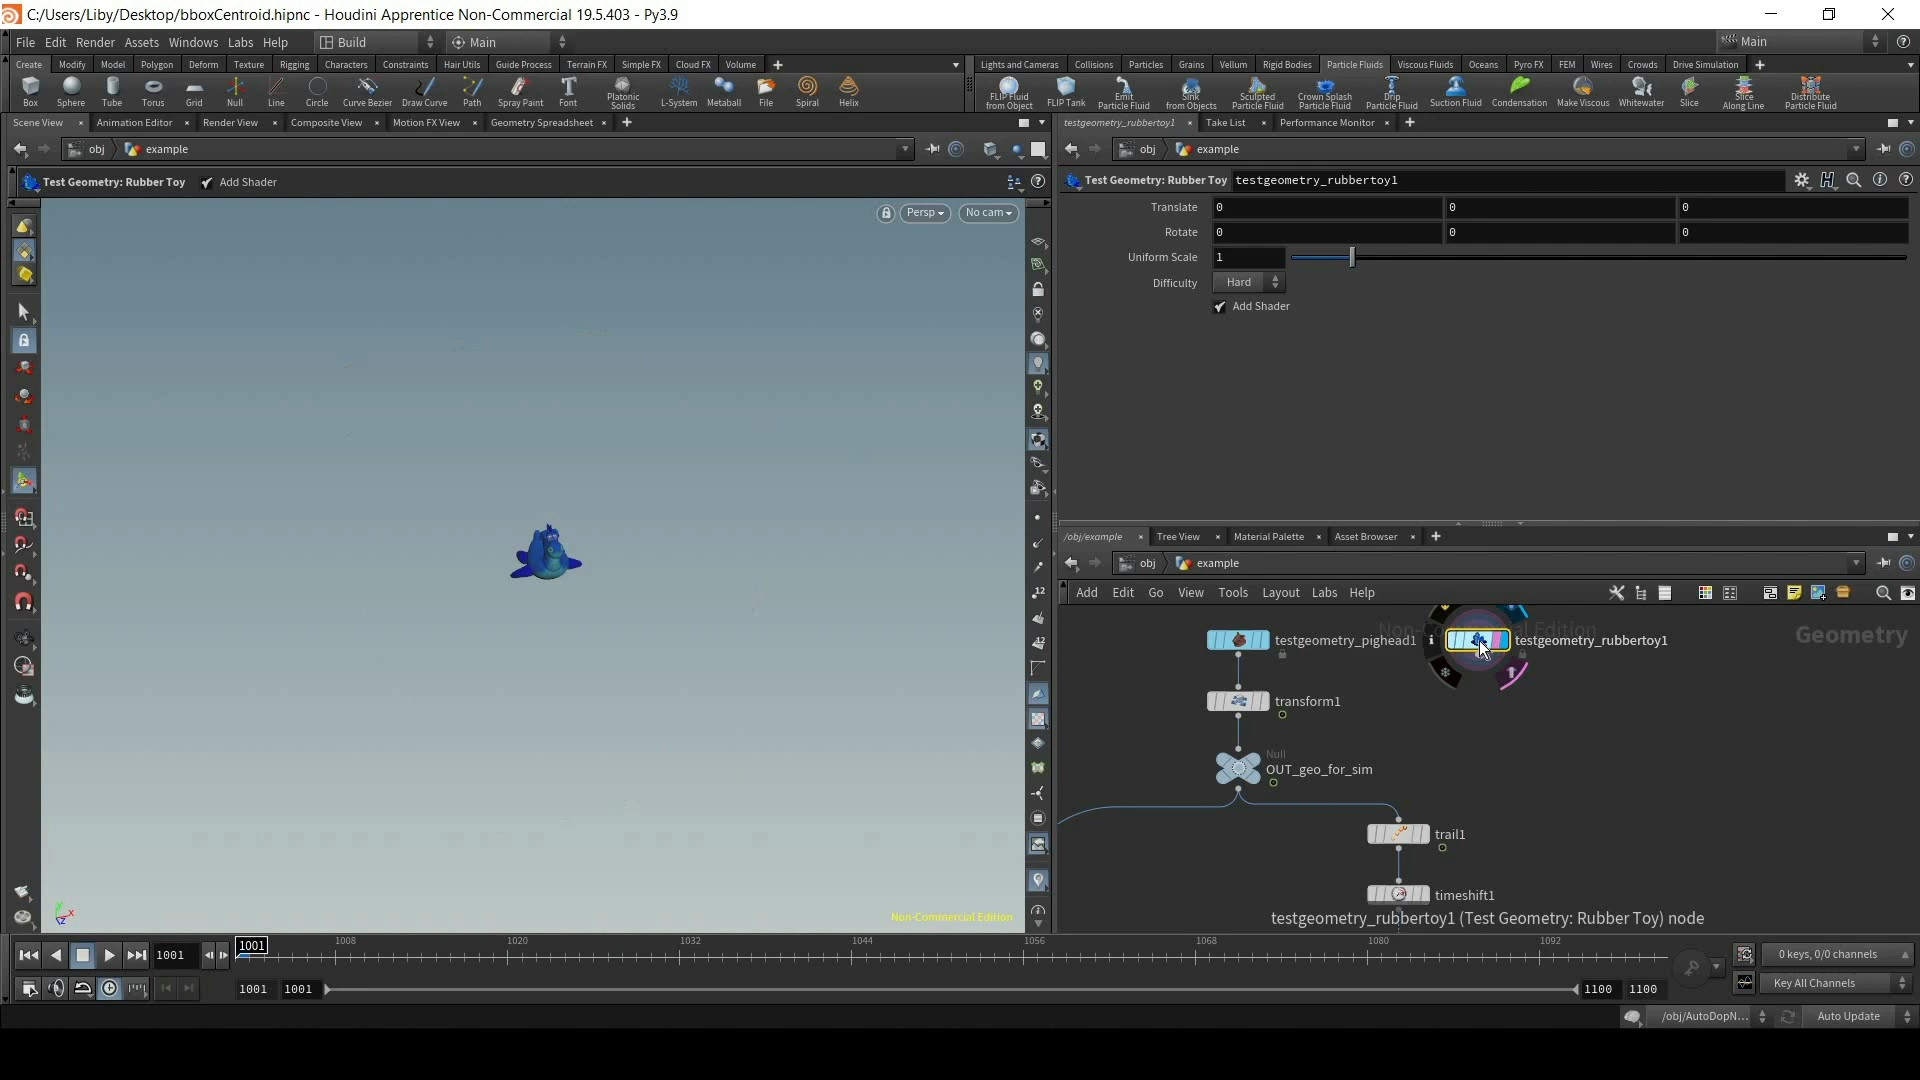 C:/Users/Liby/Desktop/bboxCentroid.hipnc - Houdini Apprentice Non-Commercial 19.5.403 - Py3.9
File Edit Render Assets Windows Labs Help Build Main Main
Create Modify Model Polygon Deform Texture Rigging Characters Constraints Hair Utils Guide Process Terrain FX Simple FX Cloud FX Volume
Lights and Cameras Collisions Particles Grains Vellum Rigid Bodies Particle Fluids Viscous Fluids Oceans Pyro FX FEM Wires Crowds Drive Simulation
Box Sphere Tube Torus Grid Null Line Circle Curve Bezier Draw Curve Path Spray Paint Font Platonic Solids L-System Metaball File Spiral Helix
FLIP Fluid from Object FLIP Tank Emit Particle Fluid Sink from Objects Sculpted Particle Fluid Crown Splash Particle Fluid Drip Particle Fluid Suction Fluid Condensation Make Viscous Whitewater Slice Slice Along Line Distribute Particle Fluid
Scene View Animation Editor Render View Composite View Motion FX View Geometry Spreadsheet
testgeometry_rubbertoy1 Take List Performance Monitor
obj example
obj example
Test Geometry: Rubber Toy Add Shader
Test Geometry: Rubber Toy testgeometry_rubbertoy1
Persp No cam
Translate 0 0 0
Rotate 0 0 0
Uniform Scale 1
Difficulty Hard
Add Shader
/obj/example Tree View Material Palette Asset Browser
obj example
Add Edit Go View Tools Layout Labs Help
Non-Commercial Edition
Geometry
testgeometry_pighead1
testgeometry_rubbertoy1
transform1
Null
OUT_geo_for_sim
trail1
timeshift1
testgeometry_rubbertoy1 (Test Geometry: Rubber Toy) node
Non-Commercial Edition
y x z
12
12
1001 1001 1008 1020 1032 1044 1056 1068 1080 1092
0 keys, 0/0 channels
1001 1001 1100 1100
Key All Channels
/obj/AutoDopN... Auto Update